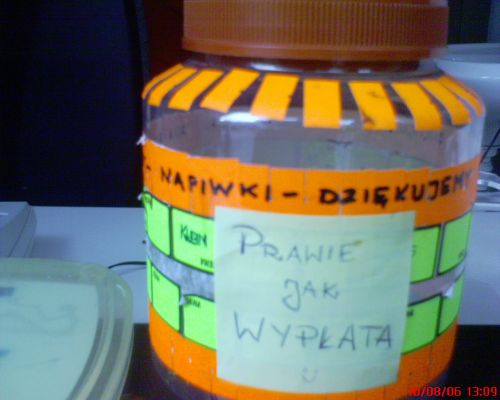 - NAPIWKI - DZIĘKUJEMY
PRAWIE
JAK
WYPŁATA
10/08/06 13:09